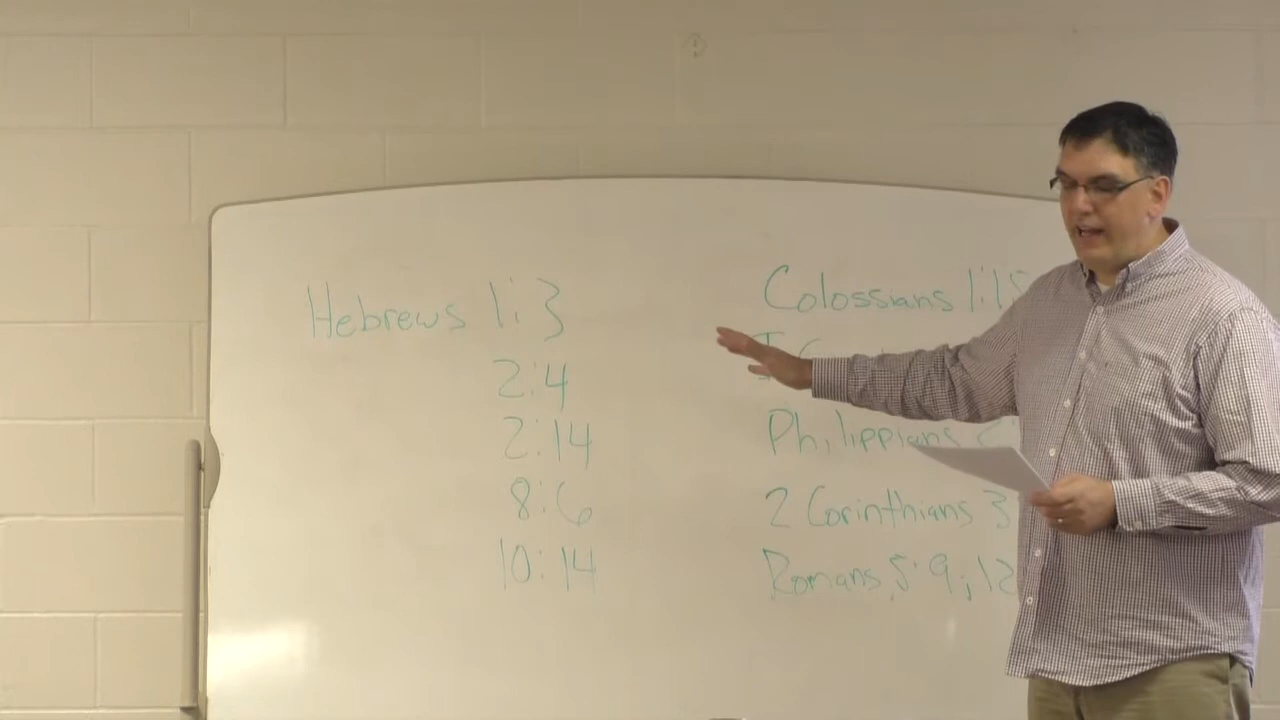 Hebrews 1:3
2:4
2:14
8:6
10:14
Colossians 1:15
I
Philippians 2:
2 Corinthians 3
Romans 5:9; 12